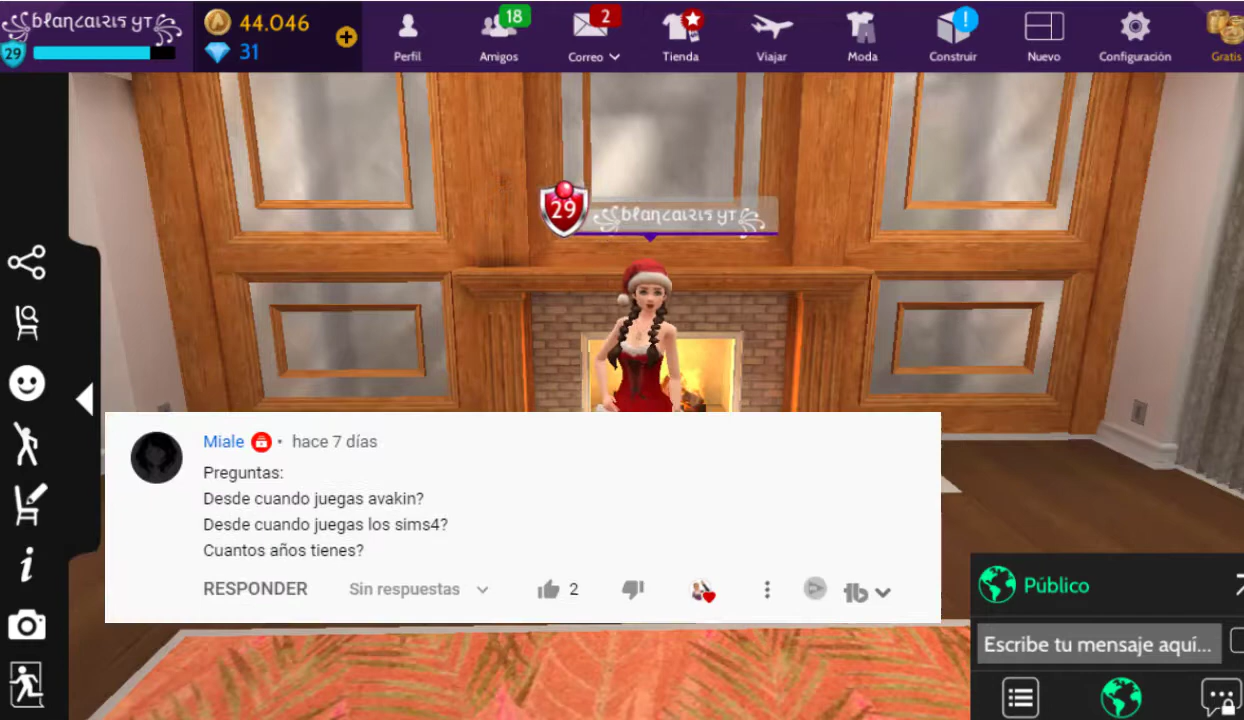 blancairis YT
29
44.046
31
18
2
Perfil
Amigos
Correo
Tienda
Viajar
Moda
Construir
Nuevo
Configuración
Gratis
29
blancairis YT
Miale • hace 7 días
Preguntas:
Desde cuando juegas avakin?
Desde cuando juegas los sims4?
Cuantos años tienes?
RESPONDER Sin respuestas 2
Público
Escribe tu mensaje aquí...